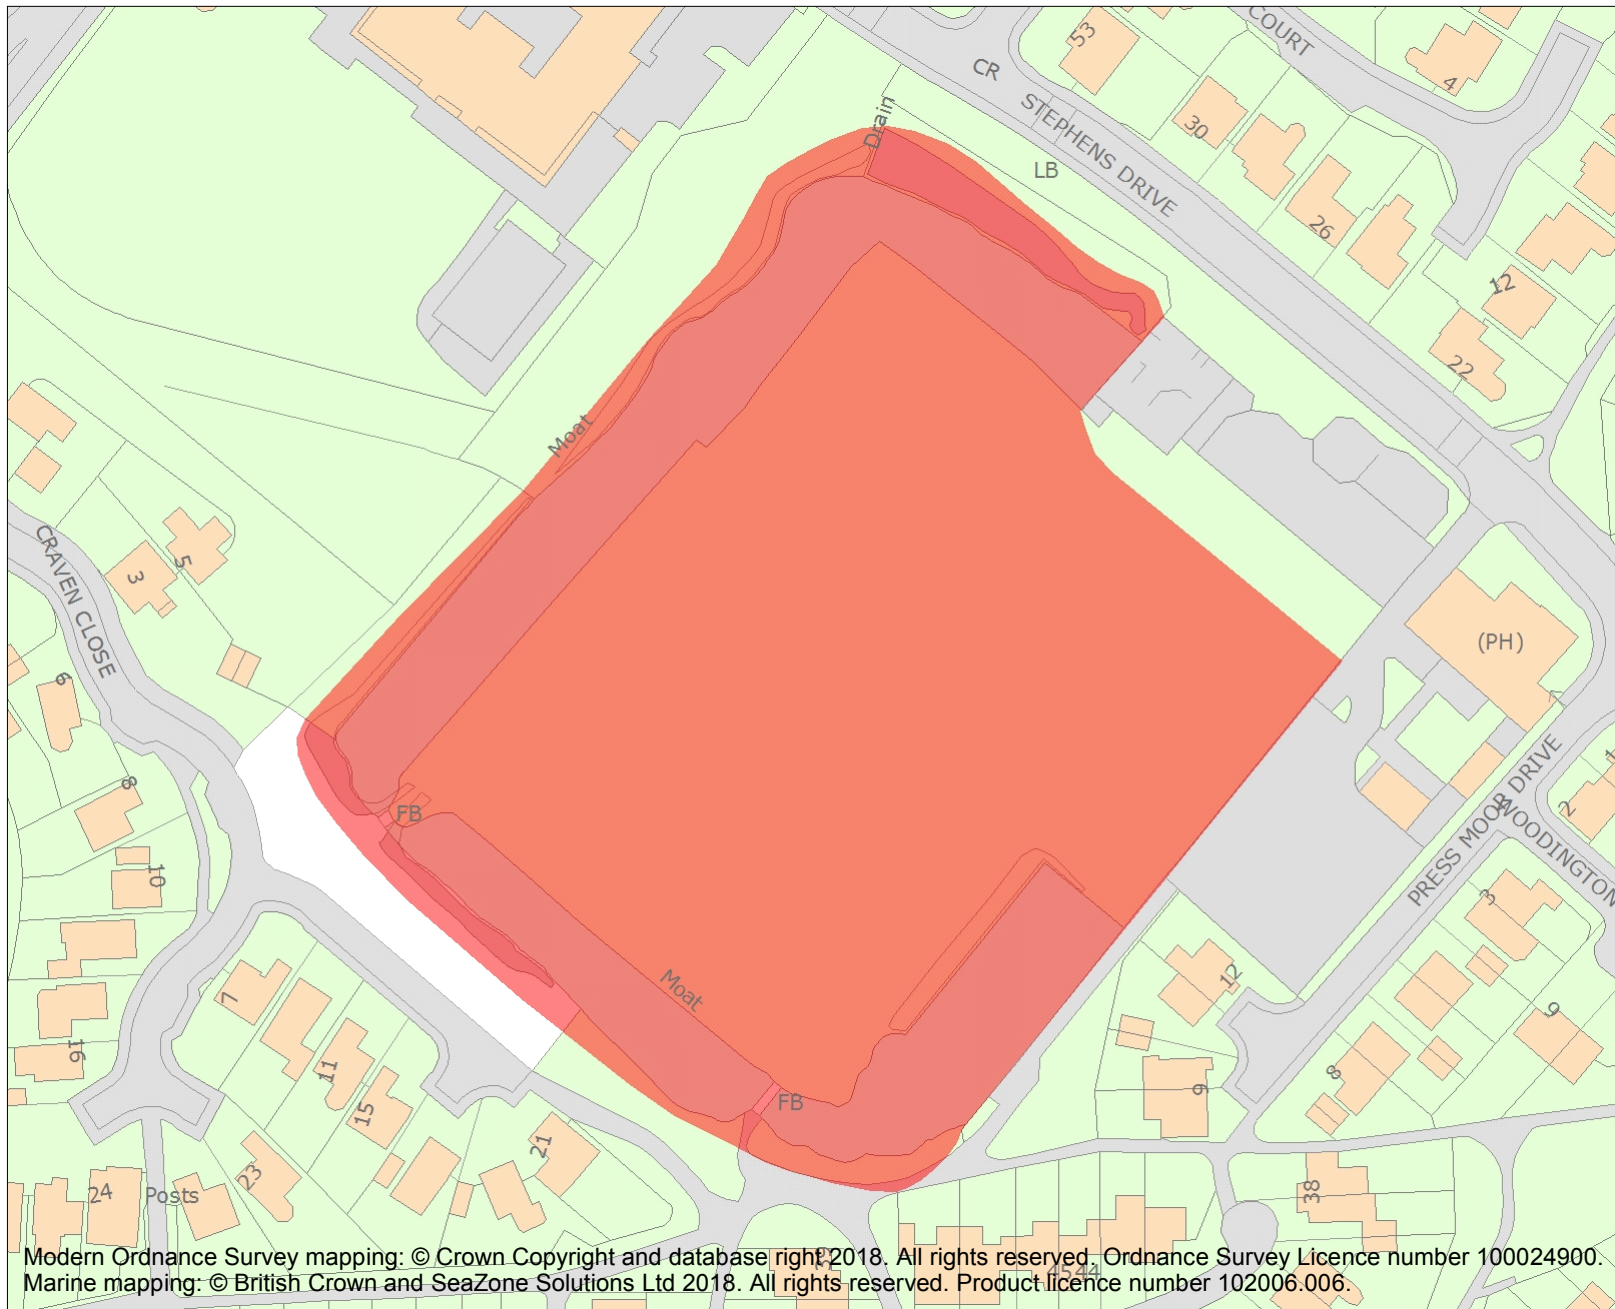 COURT
53
CR
4
Drain
STEPHENS DRIVE
30
LB
26
12
22
Moat
CRAVEN CLOSE
5
3
(PH)
6
8
FB
PRESS MOOR DRIVE
WOODINGTON
2
1
10
3
12
7
Moat
9
16
11
8
9
15
FB
21
23
24
Posts
38
Modern Ordnance Survey mapping: © Crown Copyright and database right 2018. All rights reserved. Ordnance Survey Licence number 100024900.
4544
Marine mapping: © British Crown and SeaZone Solutions Ltd 2018. All rights reserved. Product licence number 102006.006.